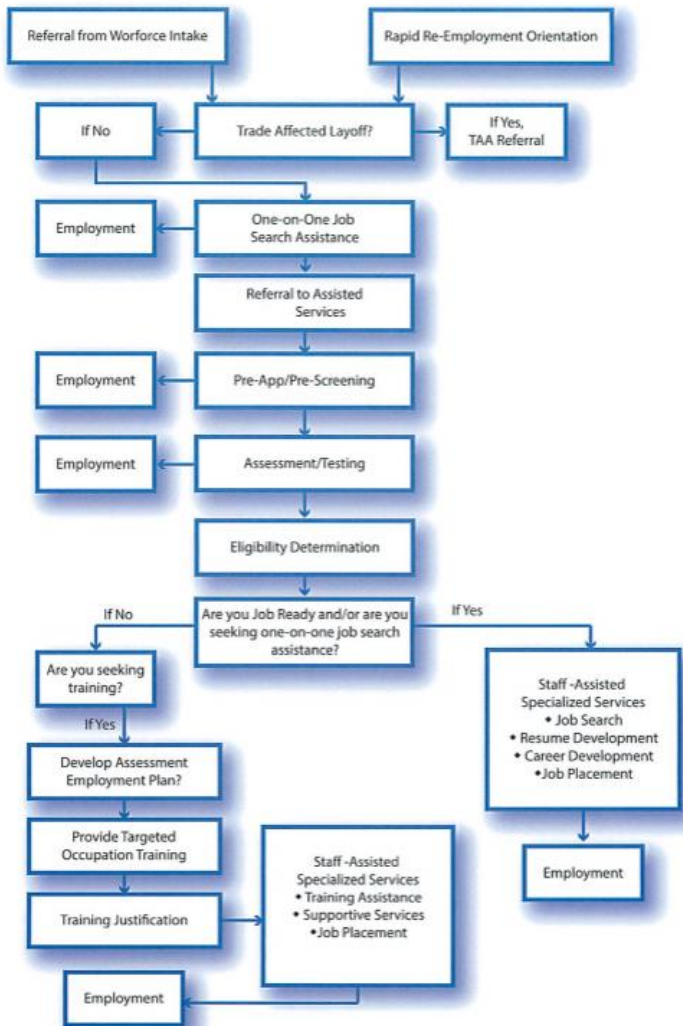 Referral from Worforce Intake
Rapid Re-Employment Orientation
If No
Trade Affected Layoff?
If Yes,
TAA Referral
Employment
One-on-One Job
Search Assistance
Referral to Assisted
Services
Employment
Pre-App/Pre-Screening
Employment
Assessment/Testing
Eligibility Determination
If No
Are you Job Ready and/or are you
seeking one-on-one job search
assistance?
If Yes
Are you seeking
training?
If Yes
Staff -Assisted
Specialized Services
• Job Search
• Resume Development
• Career Development
•Job Placement
Employment
Develop Assessment
Employment Plan?
Provide Targeted
Occupation Training
Training Justification
Staff -Assisted
Specialized Services
• Training Assistance
• Supportive Services
•Job Placement
Employment